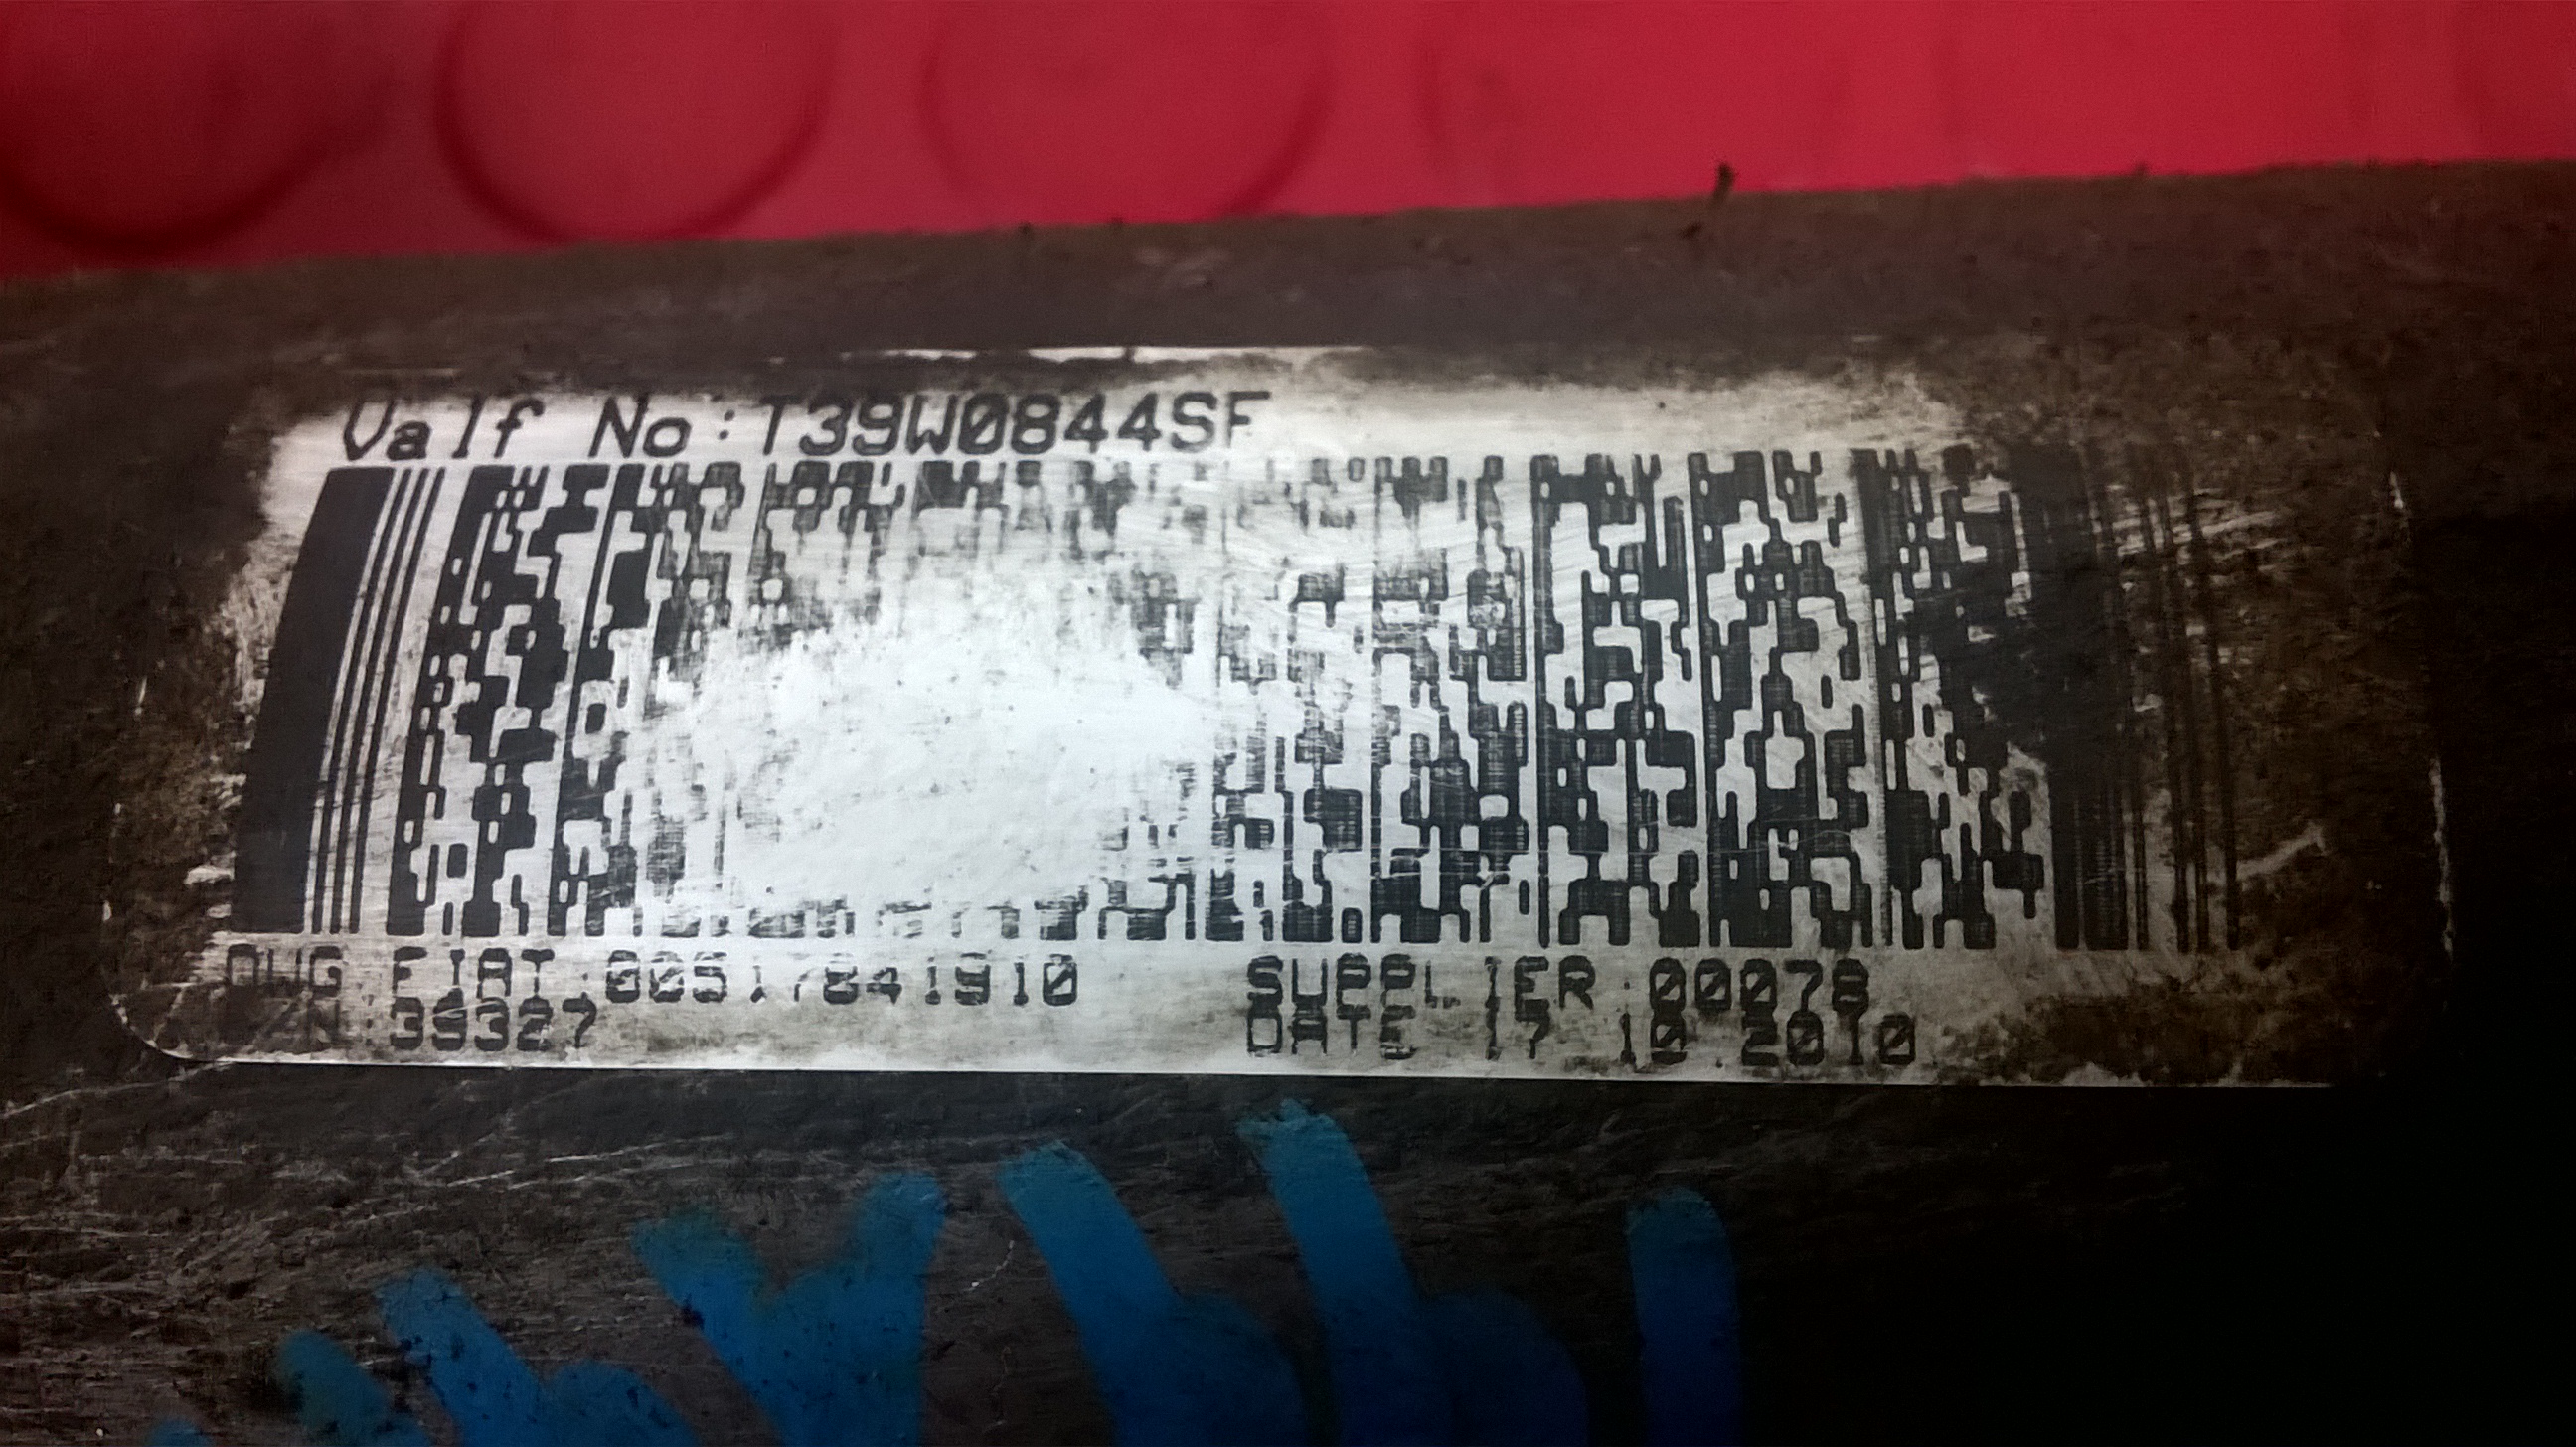 Valf No:T39W0844SF
DWG FIAT:00517841910
SUPPLIER:00078
39327
DATE 17 10 2010